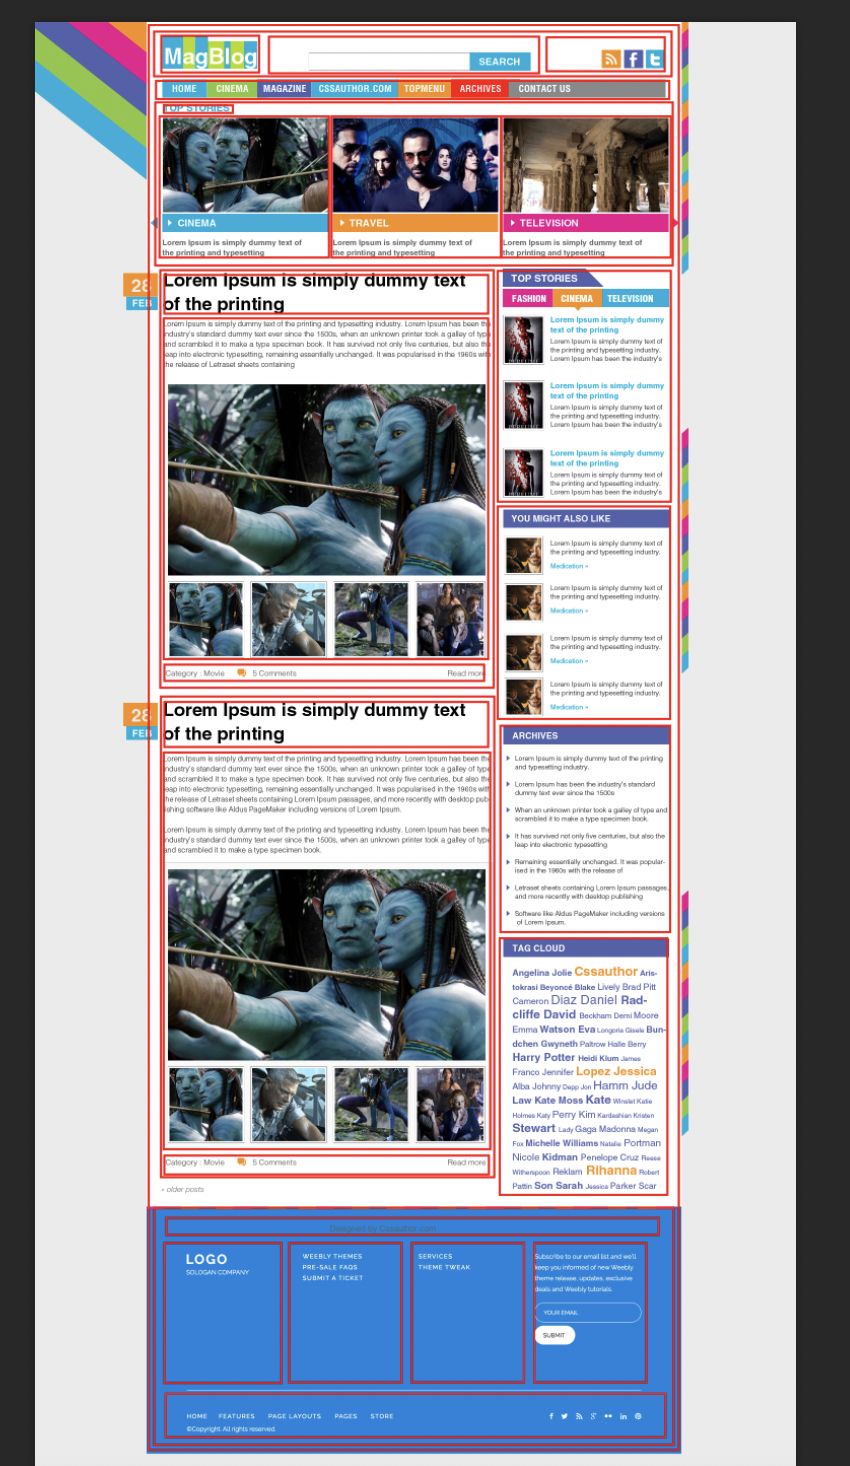 MagBlog
SEARCH
HOME CINEMA MAGAZINE CSSAUTHOR.COM TOPMENU ARCHIVES CONTACT US
TOP STORIES
CINEMA TRAVEL TELEVISION
Lorem Ipsum is simply dummy text of
the printing and typesetting
Lorem Ipsum is simply dummy text of
the printing and typesetting
Lorem Ipsum is simply dummy text of
the printing and typesetting
28
FEB
Lorem Ipsum is simply dummy text
of the printing
Lorem Ipsum is simply dummy text of the printing and typesetting industry. Lorem Ipsum has been the
industry's standard dummy text ever since the 1500s, when an unknown printer took a galley of type
and scrambled it to make a type specimen book. It has survived not only five centuries, but also the
leap into electronic typesetting, remaining essentially unchanged. It was popularised in the 1960s with
the release of Letraset sheets containing
Category : Movie 5 Comments Read more
28
FEB
Lorem Ipsum is simply dummy text
of the printing
Lorem Ipsum is simply dummy text of the printing and typesetting industry. Lorem Ipsum has been the
industry's standard dummy text ever since the 1500s, when an unknown printer took a galley of type
and scrambled it to make a type specimen book. It has survived not only five centuries, but also the
leap into electronic typesetting, remaining essentially unchanged. It was popularised in the 1960s with
the release of Letraset sheets containing Lorem Ipsum passages, and more recently with desktop pub-
lishing software like Aldus PageMaker including versions of Lorem Ipsum.
Lorem Ipsum is simply dummy text of the printing and typesetting industry. Lorem Ipsum has been the
industry's standard dummy text ever since the 1500s, when an unknown printer took a galley of type
and scrambled it to make a type specimen book.
Category : Movie 5 Comments Read more
« older posts
TOP STORIES
FASHION CINEMA TELEVISION
Lorem Ipsum is simply dummy
text of the printing
Lorem Ipsum is simply dummy text of
the printing and typesetting industry.
Lorem Ipsum has been the industry's
Lorem Ipsum is simply dummy
text of the printing
Lorem Ipsum is simply dummy text of
the printing and typesetting industry.
Lorem Ipsum has been the industry's
Lorem Ipsum is simply dummy
text of the printing
Lorem Ipsum is simply dummy text of
the printing and typesetting industry.
Lorem Ipsum has been the industry's
YOU MIGHT ALSO LIKE
Lorem Ipsum is simply dummy text of
the printing and typesetting industry.
Medication »
Lorem Ipsum is simply dummy text of
the printing and typesetting industry.
Medication »
Lorem Ipsum is simply dummy text of
the printing and typesetting industry.
Medication »
Lorem Ipsum is simply dummy text of
the printing and typesetting industry.
Medication »
ARCHIVES
Lorem Ipsum is simply dummy text of the printing
and typesetting industry.
Lorem Ipsum has been the industry's standard
dummy text ever since the 1500s
When an unknown printer took a galley of type and
scrambled it to make a type specimen book.
It has survived not only five centuries, but also the
leap into electronic typesetting
Remaining essentially unchanged. It was popular-
ised in the 1960s with the release of
Letraset sheets containing Lorem Ipsum passages,
and more recently with desktop publishing
Software like Aldus PageMaker including versions
of Lorem Ipsum.
TAG CLOUD
Angelina Jolie Cssauthor Aris-
tokrasi Beyoncé Blake Lively Brad Pitt
Cameron Diaz Daniel Rad-
cliffe David Beckham Demi Moore
Emma Watson Eva Longoria Gisele Bun-
dchen Gwyneth Paltrow Halle Berry
Harry Potter Heidi Klum James
Franco Jennifer Lopez Jessica
Alba Johnny Depp Jon Hamm Jude
Law Kate Moss Kate Winslet Katie
Holmes Katy Perry Kim Kardashian Kristen
Stewart Lady Gaga Madonna Megan
Fox Michelle Williams Natalie Portman
Nicole Kidman Penelope Cruz Reese
Witherspoon Reklam Rihanna Robert
Pattin Son Sarah Jessica Parker Scar
Designed by Cssauthor.com
LOGO
SOLOGAN COMPANY
WEEBLY THEMES
PRE-SALE FAQS
SUBMIT A TICKET
SERVICES
THEME TWEAK
Subscribe to our email list and we'll
keep you informed of new Weebly
theme release, updates, exclusive
deals and Weebly tutorials.
YOUR EMAIL
SUBMIT
HOME FEATURES PAGE LAYOUTS PAGES STORE
©Copyright. All rights reserved.